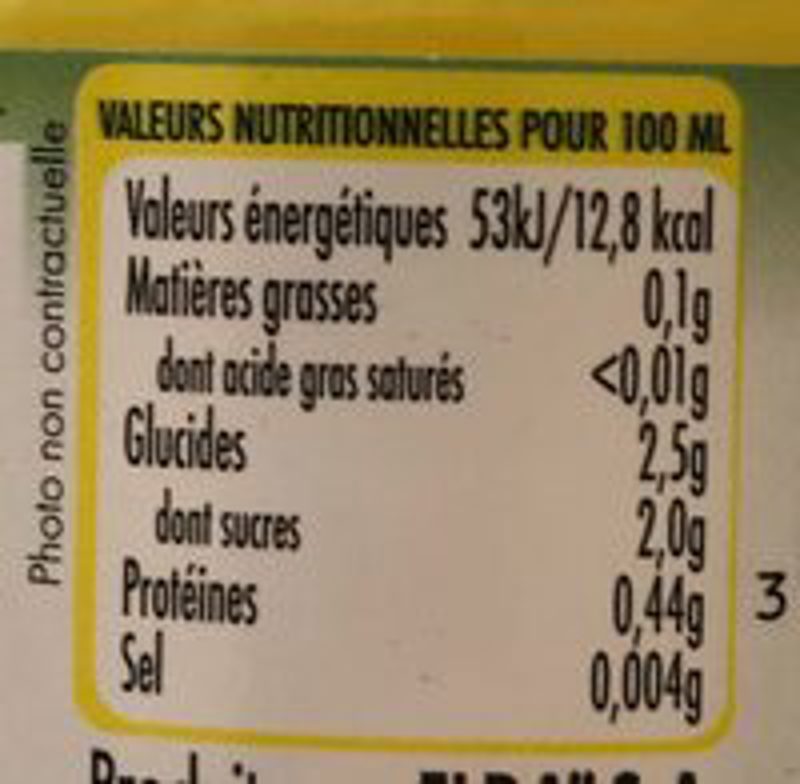 VALEURS NUTRITIONNELLES POUR 100 ML
Valeurs énergétiques 53kJ/12,8 kcal
Matières grasses 0,1g
dont acide gras saturés <0,01g
Glucides 2,5g
dont sucres 2,0g
Protéines 0,44g
Sel 0,004g
Photo non contractuelle
3